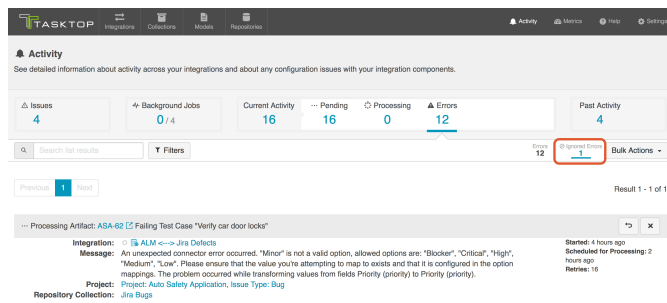 TASKTOP
Integrations
Collections
Models
Repositories
Activity
Metrics
Help
Settings
Activity
See detailed information about activity across your integrations and about any configuration issues with your integration components.
Issues
4
Background Jobs
0 / 4
Current Activity
16
Pending
16
Processing
0
Errors
12
Past Activity
4
Search list results
Filters
Errors
12
Ignored Errors
1
Bulk Actions
Previous 1 Next
Result 1 - 1 of 1
Processing Artifact: ASA-62 Failing Test Case "Verify car door locks"
Integration: ALM <---> Jira Defects
Message: An unexpected connector error occurred. "Minor" is not a valid option, allowed options are: "Blocker", "Critical", "High",
"Medium", "Low". Please ensure that the value you're attempting to map to exists and that it is configured in the option
mappings. The problem occurred while transforming values from fields Priority (priority) to Priority (priority).
Project: Project: Auto Safety Application, Issue Type: Bug
Repository Collection: Jira Bugs
Started: 4 hours ago
Scheduled for Processing: 2
hours ago
Retries: 16